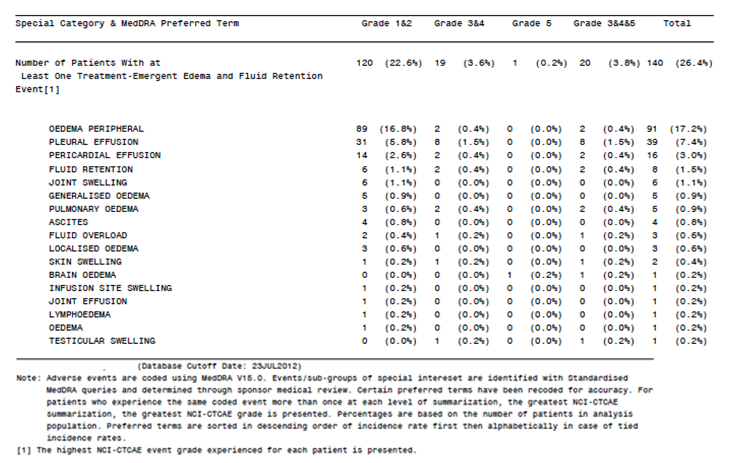 Special Category & MedDRA Preferred Term Grade 1&2 Grade 3&4 Grade 5 Grade 3&4&5 Total
Number of Patients With at 120 (22.6%) 19 (3.6%) 1 (0.2%) 20 (3.8%) 140 (26.4%)
Least One Treatment-Emergent Edema and Fluid Retention
Event[1]
OEDEMA PERIPHERAL 89 (16.8%) 2 (0.4%) 0 (0.0%) 2 (0.4%) 91 (17.2%)
PLEURAL EFFUSION 31 (5.8%) 8 (1.5%) 0 (0.0%) 8 (1.5%) 39 (7.4%)
PERICARDIAL EFFUSION 14 (2.6%) 2 (0.4%) 0 (0.0%) 2 (0.4%) 16 (3.0%)
FLUID RETENTION 6 (1.1%) 2 (0.4%) 0 (0.0%) 2 (0.4%) 8 (1.5%)
JOINT SWELLING 6 (1.1%) 0 (0.0%) 0 (0.0%) 0 (0.0%) 6 (1.1%)
GENERALISED OEDEMA 5 (0.9%) 0 (0.0%) 0 (0.0%) 0 (0.0%) 5 (0.9%)
PULMONARY OEDEMA 3 (0.6%) 2 (0.4%) 0 (0.0%) 2 (0.4%) 5 (0.9%)
ASCITES 4 (0.8%) 0 (0.0%) 0 (0.0%) 0 (0.0%) 4 (0.8%)
FLUID OVERLOAD 2 (0.4%) 1 (0.2%) 0 (0.0%) 1 (0.2%) 3 (0.6%)
LOCALISED OEDEMA 3 (0.6%) 0 (0.0%) 0 (0.0%) 0 (0.0%) 3 (0.6%)
SKIN SWELLING 1 (0.2%) 1 (0.2%) 0 (0.0%) 1 (0.2%) 2 (0.4%)
BRAIN OEDEMA 0 (0.0%) 0 (0.0%) 1 (0.2%) 1 (0.2%) 1 (0.2%)
INFUSION SITE SWELLING 1 (0.2%) 0 (0.0%) 0 (0.0%) 0 (0.0%) 1 (0.2%)
JOINT EFFUSION 1 (0.2%) 0 (0.0%) 0 (0.0%) 0 (0.0%) 1 (0.2%)
LYMPHOEDEMA 1 (0.2%) 0 (0.0%) 0 (0.0%) 0 (0.0%) 1 (0.2%)
OEDEMA 1 (0.2%) 0 (0.0%) 0 (0.0%) 0 (0.0%) 1 (0.2%)
TESTICULAR SWELLING 0 (0.0%) 1 (0.2%) 0 (0.0%) 1 (0.2%) 1 (0.2%)
(Database Cutoff Date: 23JUL2012)
Note: Adverse events are coded using MedDRA V15.0. Events/sub-groups of special intereset are identified with Standardised
MedDRA queries and determined through sponsor medical review. Certain preferred terms have been recoded for accuracy. For
patients who experience the same coded event more than once at each level of summarization, the greatest NCI-CTCAE
summarization, the greatest NCI-CTCAE grade is presented. Percentages are based on the number of patients in analysis
population. Preferred terms are sorted in descending order of incidence rate first then alphabetically in case of tied
incidence rates.
[1] The highest NCI-CTCAE event grade experienced for each patient is presented.